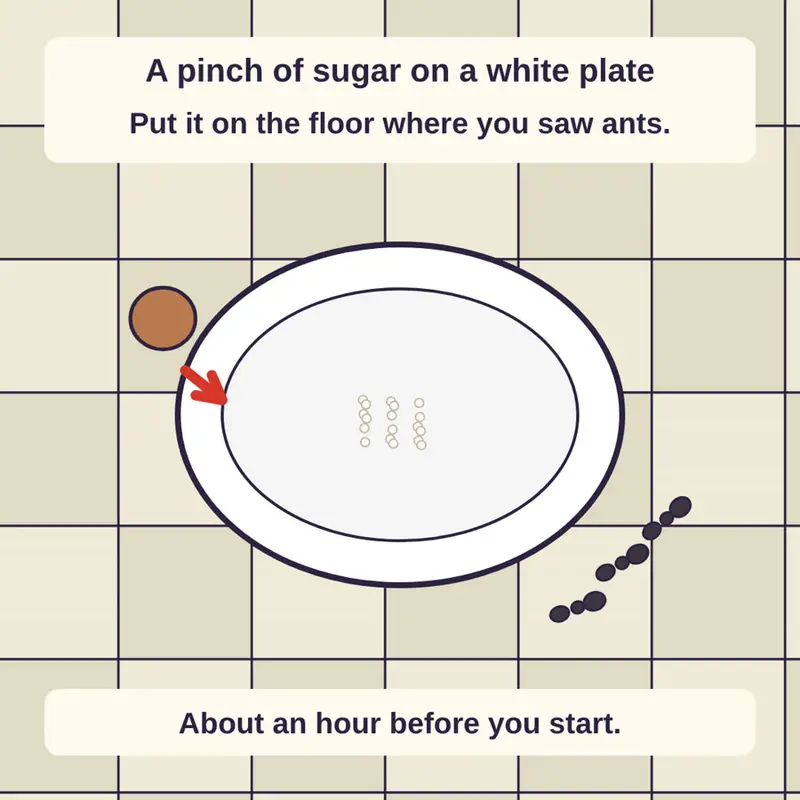 A pinch of sugar on a white plate
Put it on the floor where you saw ants.
About an hour before you start.